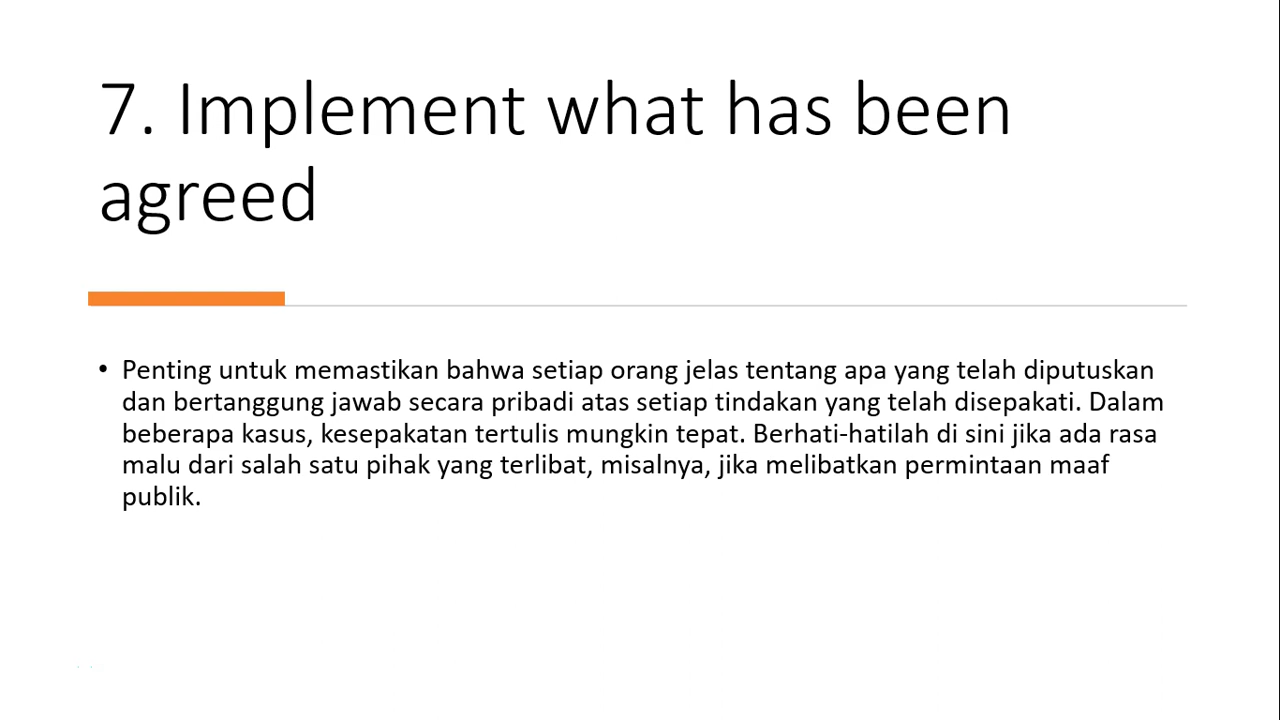 7. Implement what has been
agreed
• Penting untuk memastikan bahwa setiap orang jelas tentang apa yang telah diputuskan
dan bertanggung jawab secara pribadi atas setiap tindakan yang telah disepakati. Dalam
beberapa kasus, kesepakatan tertulis mungkin tepat. Berhati-hatilah di sini jika ada rasa
malu dari salah satu pihak yang terlibat, misalnya, jika melibatkan permintaan maaf
publik.